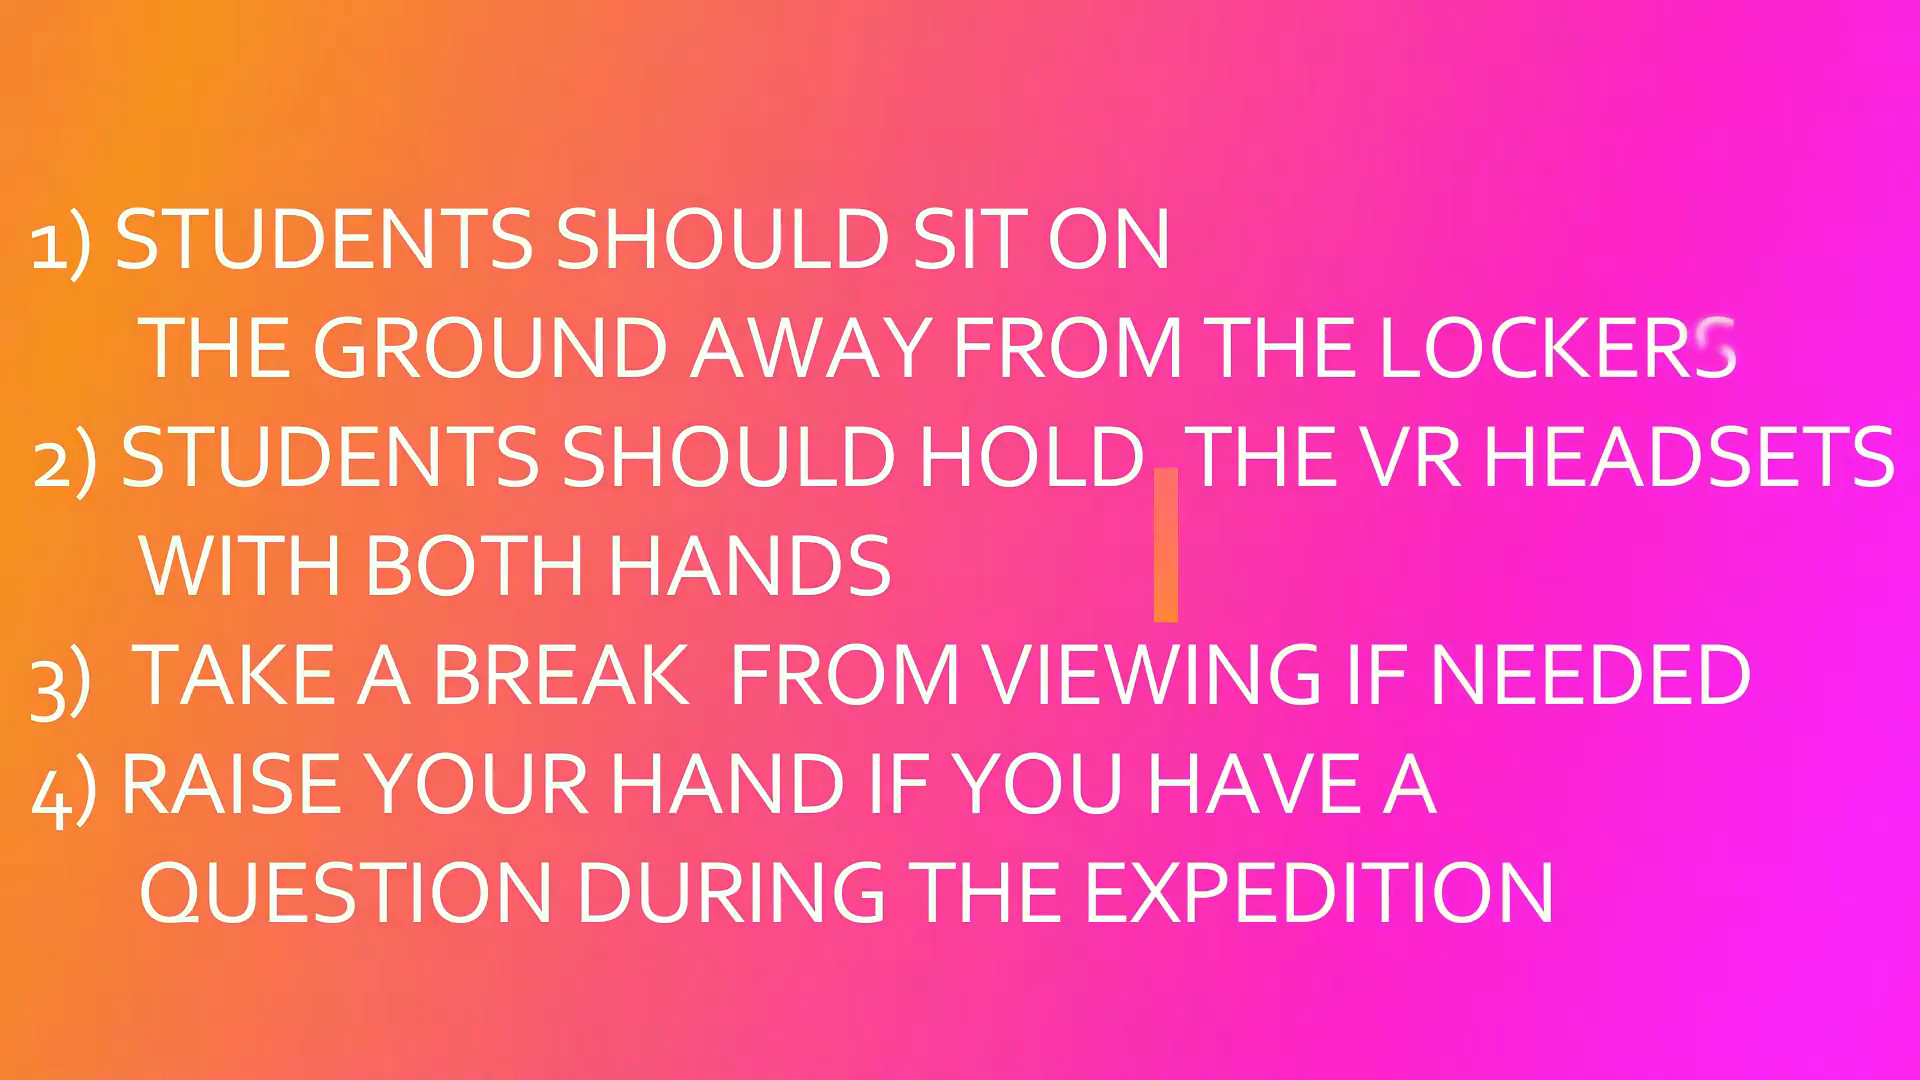 1) STUDENTS SHOULD SIT ON
THE GROUND AWAY FROM THE LOCKERS
2) STUDENTS SHOULD HOLD THE VR HEADSETS
WITH BOTH HANDS
3) TAKE A BREAK FROM VIEWING IF NEEDED
4) RAISE YOUR HAND IF YOU HAVE A
QUESTION DURING THE EXPEDITION